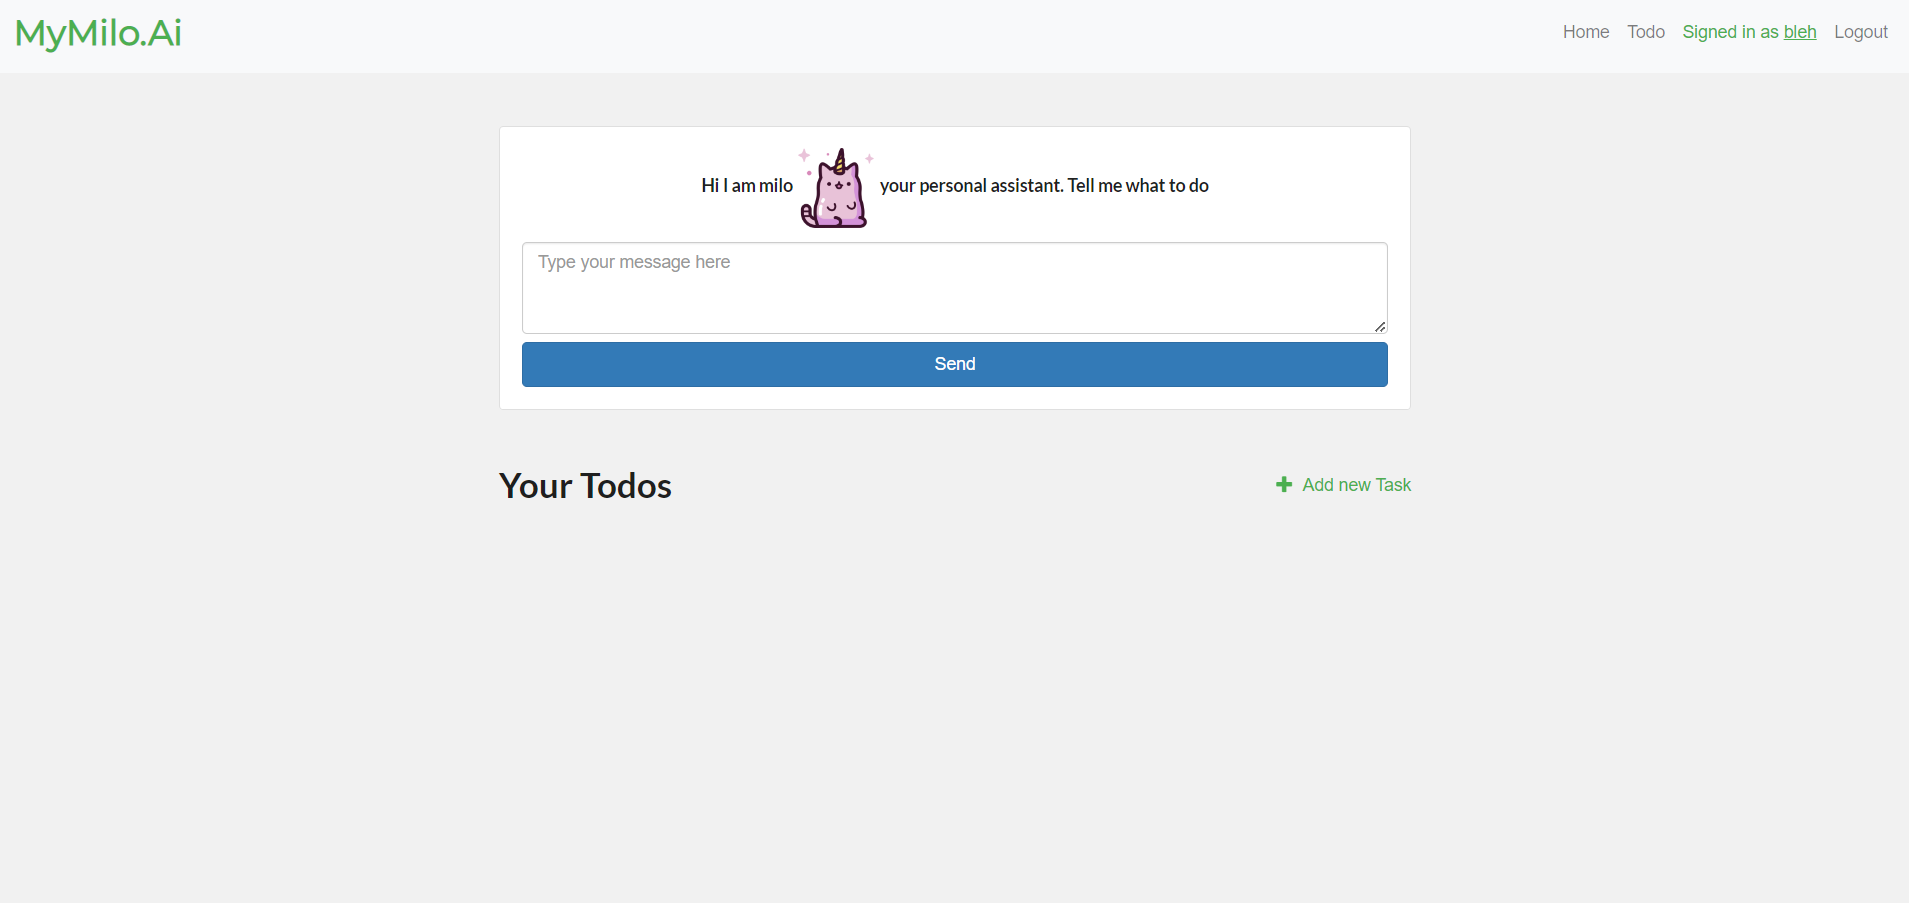 MyMilo.Ai
Home Todo Signed in as bleh Logout
Hi I am milo your personal assistant. Tell me what to do
Type your message here
Send
Your Todos
Add new Task